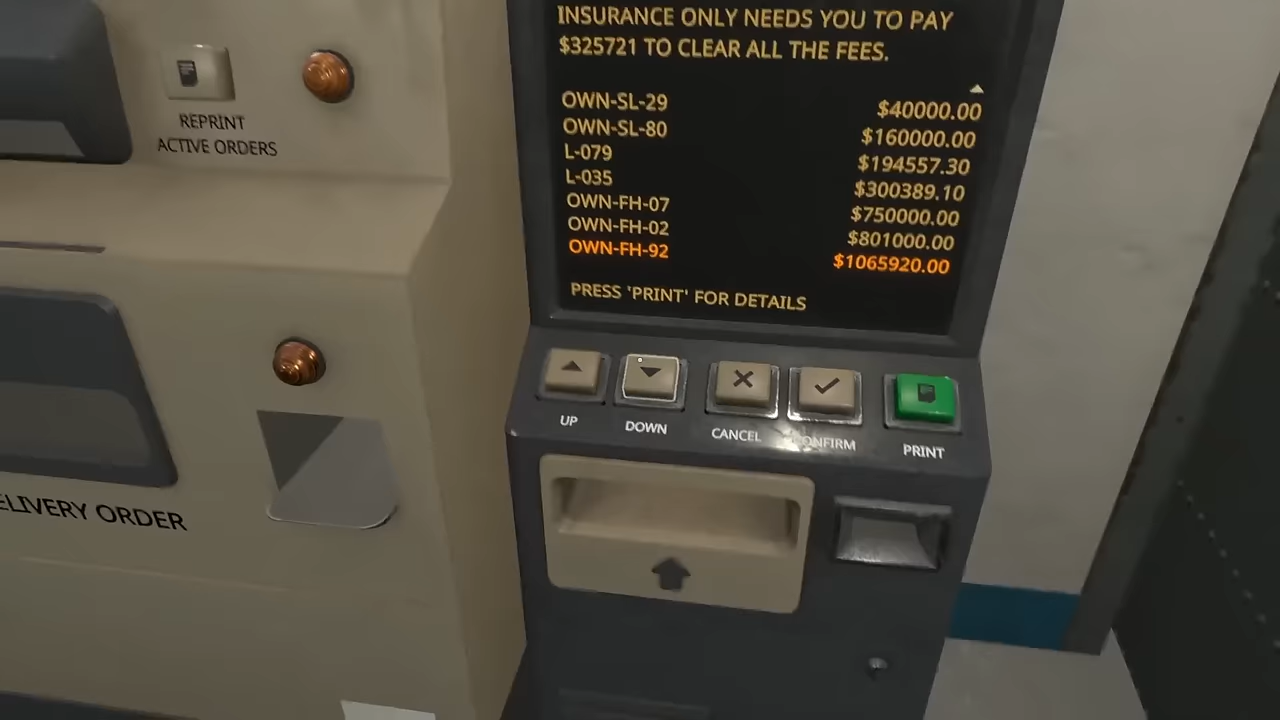 INSURANCE ONLY NEEDS YOU TO PAY
$325721 TO CLEAR ALL THE FEES.
OWN-SL-29 $40000.00
OWN-SL-80 $160000.00
L-079 $194557.30
L-035 $300389.10
OWN-FH-07 $750000.00
OWN-FH-02 $801000.00
OWN-FH-92 $1065920.00
PRESS 'PRINT' FOR DETAILS
REPRINT
ACTIVE ORDERS
UP DOWN CANCEL CONFIRM PRINT
ELIVERY ORDER